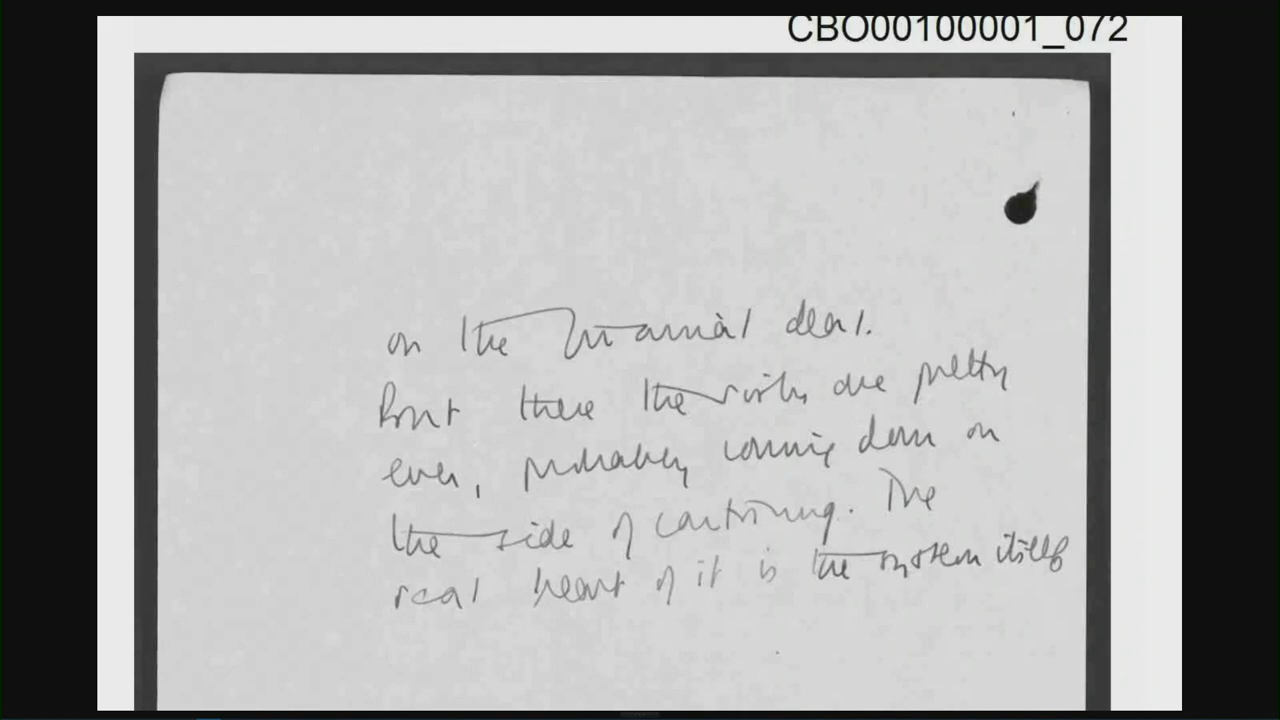 CBO00100001_072
on the financial deal.
But there the risks are pretty
even, probably coming down on
the side of continuing. The
real heart of it is the system itself